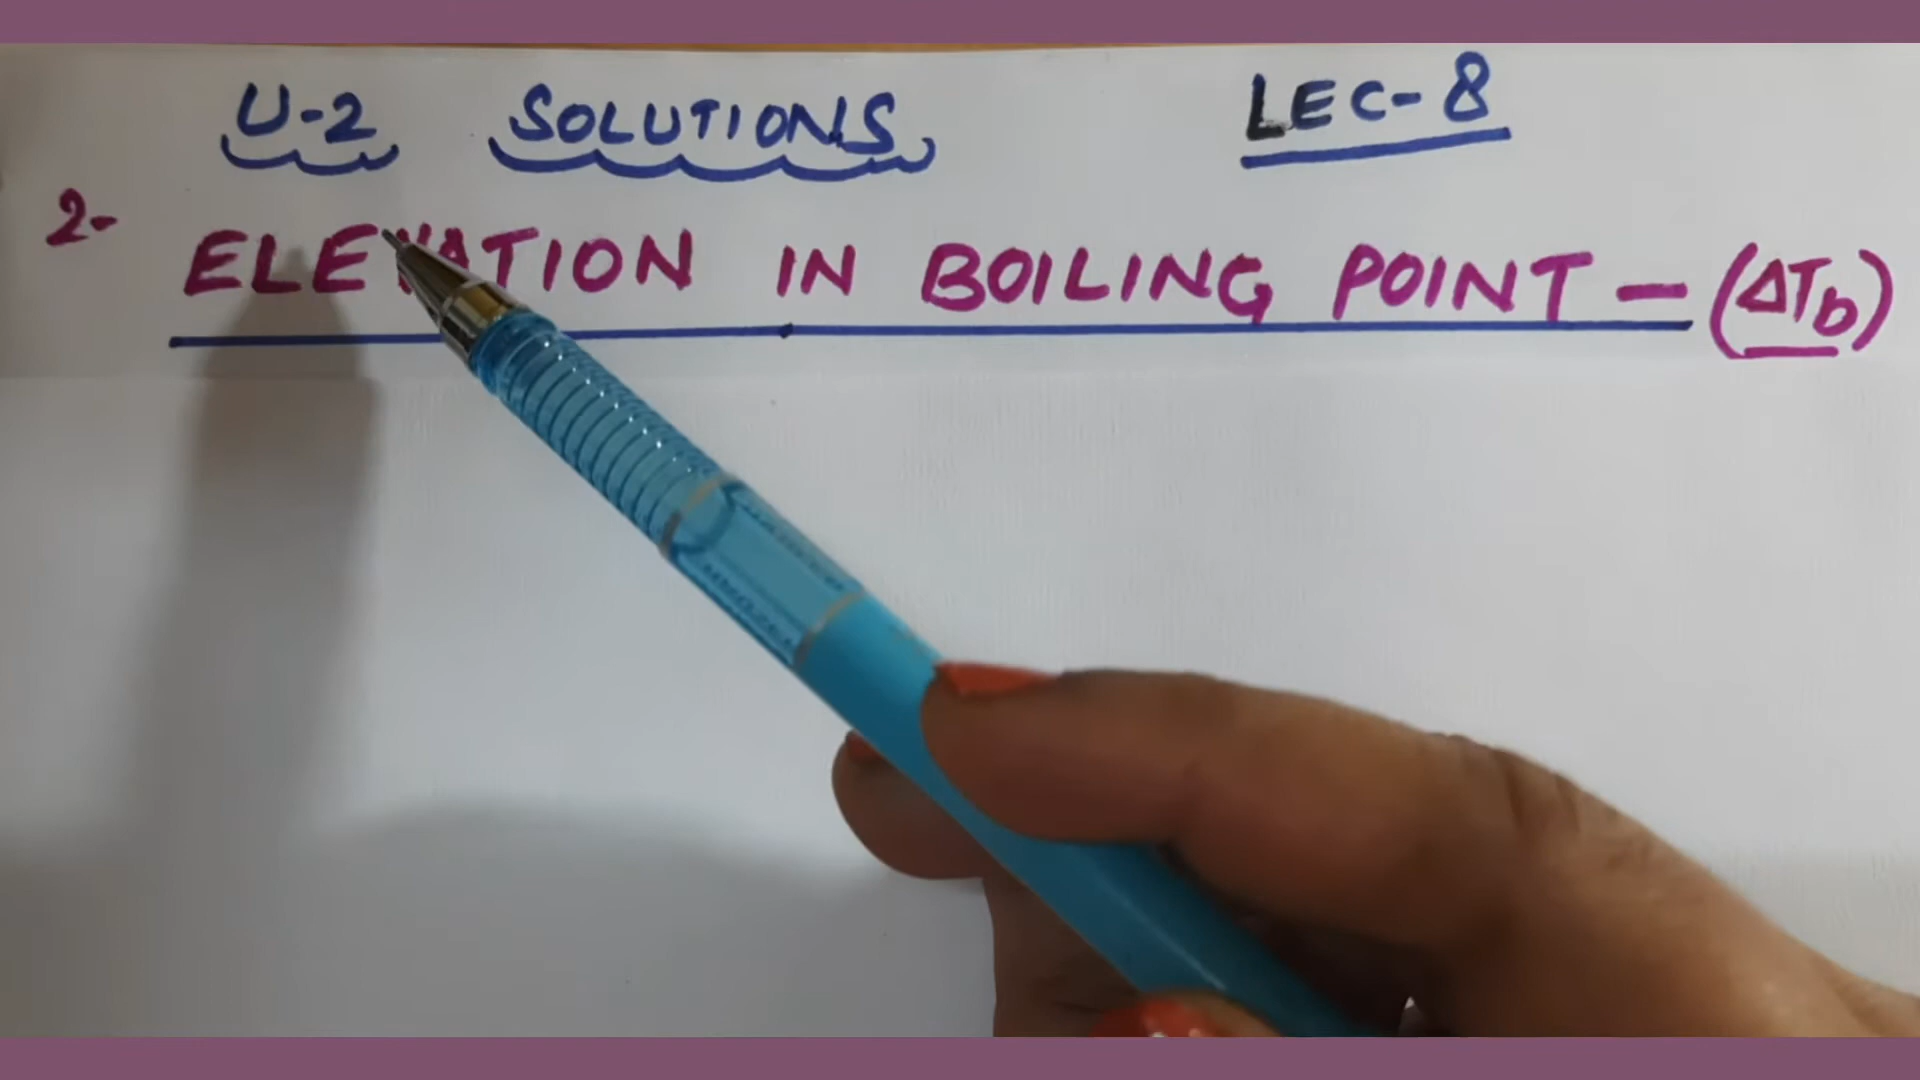 U-2 SOLUTIONS LEC-8
2- ELEVATION IN BOILING POINT - (ΔTb)